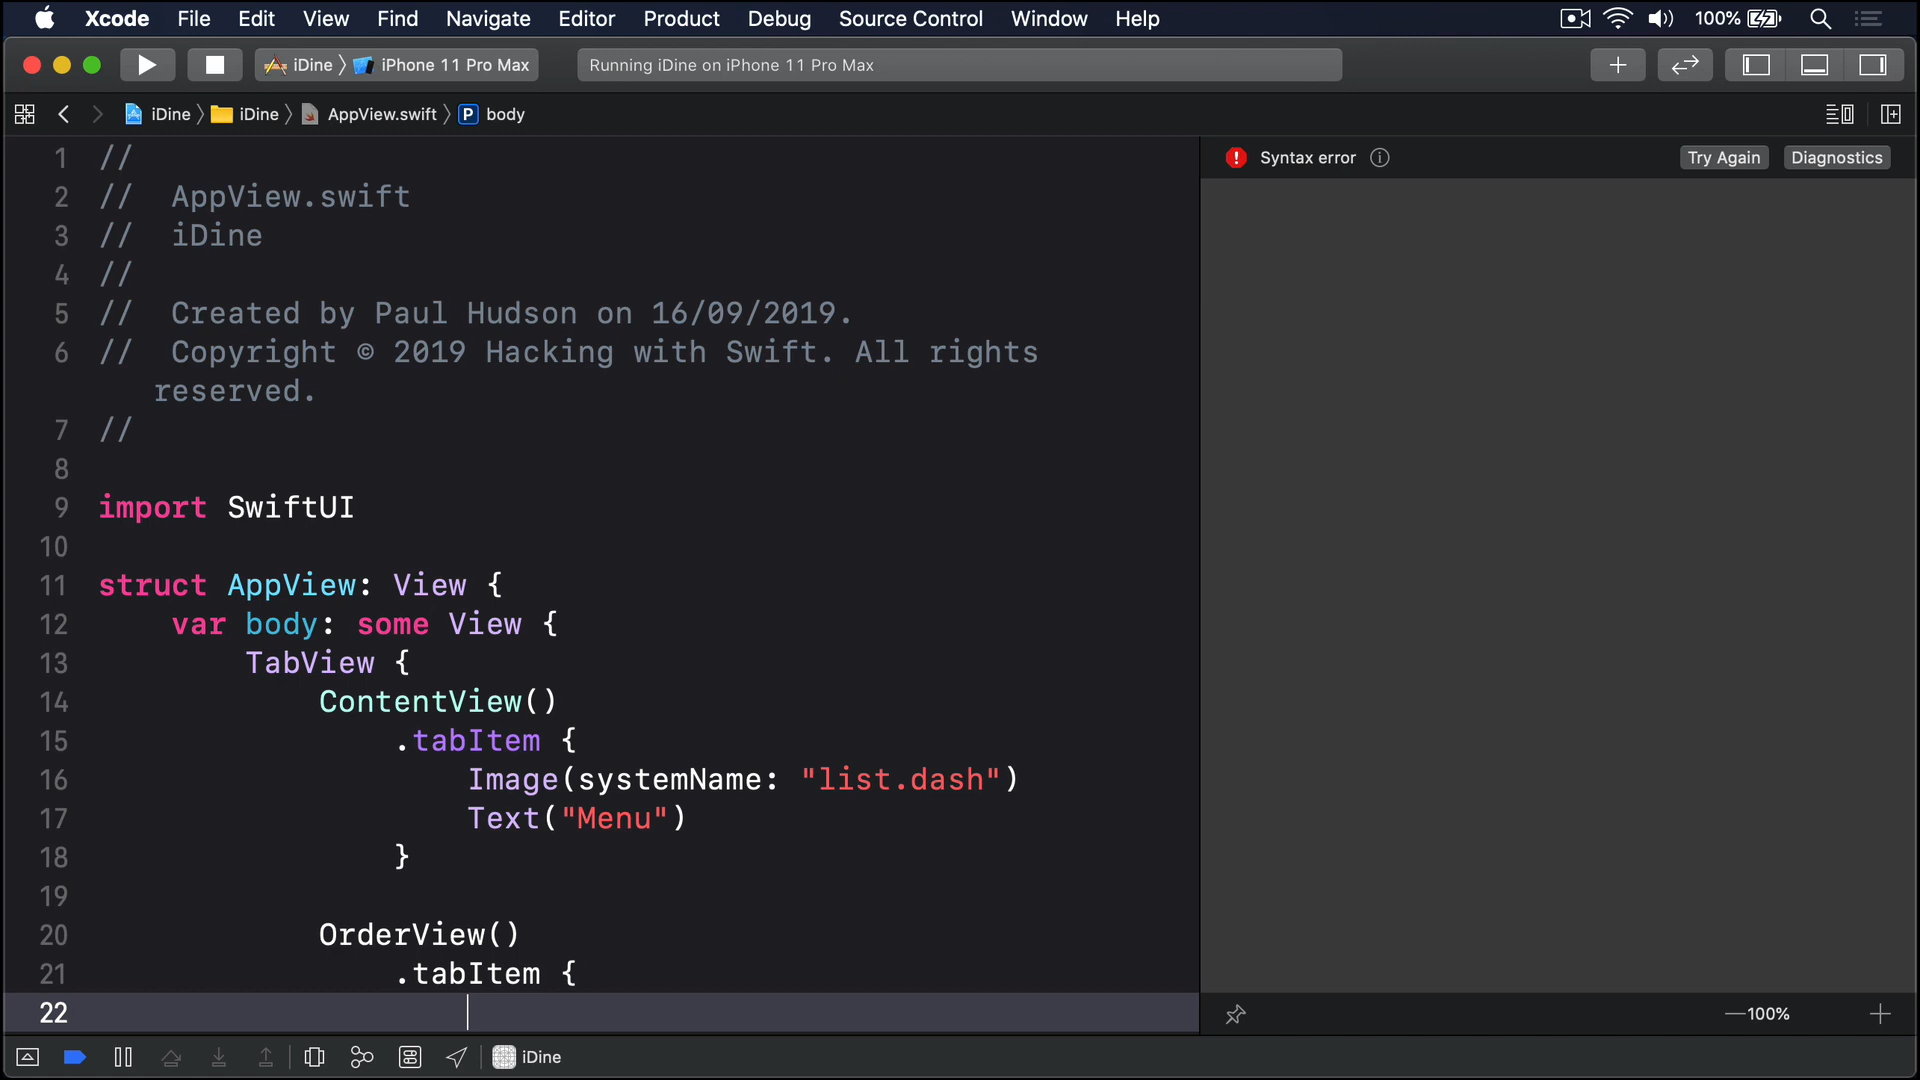 Xcode File Edit View Find Navigate Editor Product Debug Source Control Window Help 100%
iDine iPhone 11 Pro Max Running iDine on iPhone 11 Pro Max
iDine iDine AppView.swift P body
Syntax error Try Again Diagnostics
1 //
2 // AppView.swift
3 // iDine
4 //
5 // Created by Paul Hudson on 16/09/2019.
6 // Copyright © 2019 Hacking with Swift. All rights
reserved.
7 //
8
9 import SwiftUI
10
11 struct AppView: View {
12 var body: some View {
13 TabView {
14 ContentView()
15 .tabItem {
16 Image(systemName: "list.dash")
17 Text("Menu")
18 }
19
20 OrderView()
21 .tabItem {
22
100%
iDine